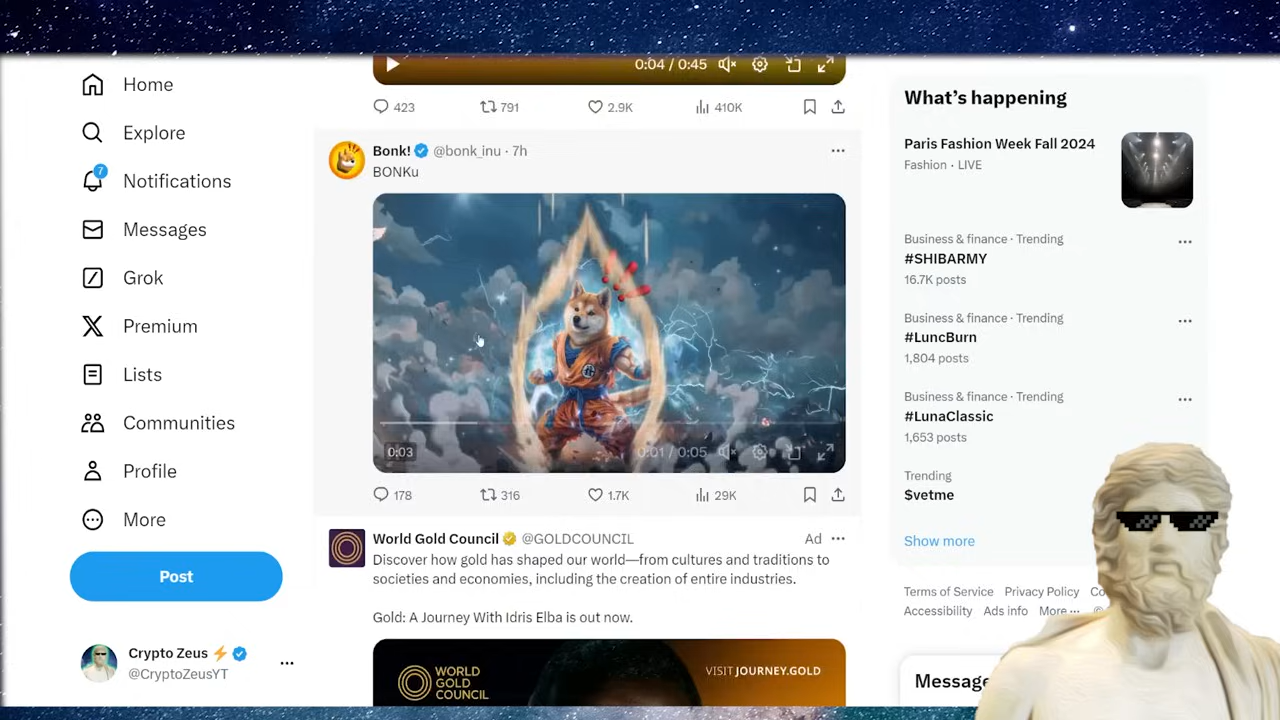 Home
Explore
7
Notifications
Messages
Grok
Premium
Lists
Communities
Profile
More
Post
Crypto Zeus⚡
@CryptoZeusYT
0:04 / 0:45
423
791
2.9K
410K
Bonk! @bonk_inu · 7h
BONKu
0:03
0:01 / 0:05
178
316
1.7K
29K
World Gold Council @GOLDCOUNCIL
Ad
Discover how gold has shaped our world—from cultures and traditions to
societies and economies, including the creation of entire industries.
Gold: A Journey With Idris Elba is out now.
WORLD
GOLD
COUNCIL
VISIT JOURNEY.GOLD
What's happening
Paris Fashion Week Fall 2024
Fashion · LIVE
Business & finance · Trending
#SHIBARMY
16.7K posts
Business & finance · Trending
#LuncBurn
1,804 posts
Business & finance · Trending
#LunaClassic
1,653 posts
Trending
$vetme
Show more
Terms of Service Privacy Policy
Accessibility Ads info More ··· ©